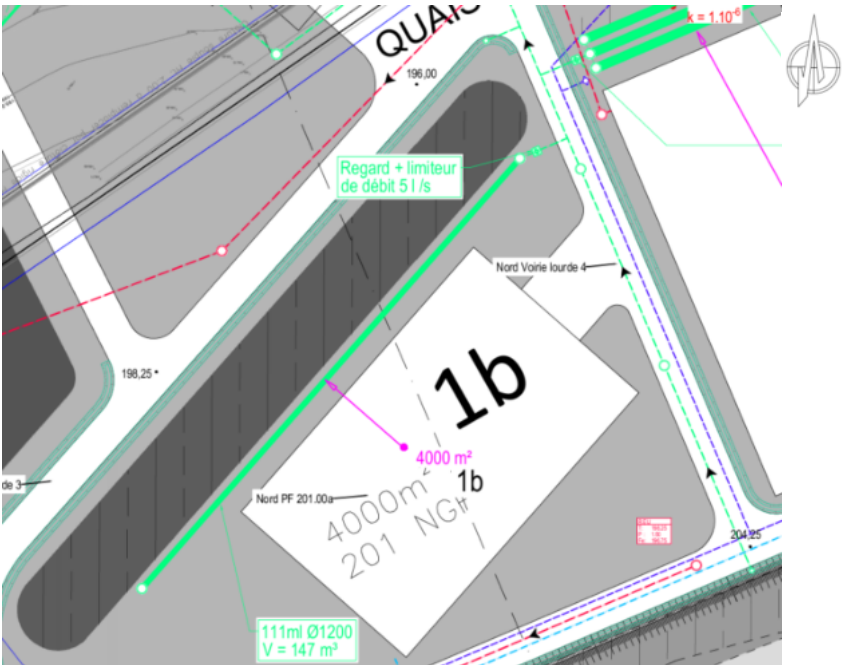 QUAIS
k = 1.10-6
196,00
Regard + limiteur
de débit 5 l /s
Nord Voirie lourde 4
198,25
1b
4000 m²
1b
de 3
Nord PF 201.00a
4000m²
201 NGF
204,25
111ml Ø1200
V = 147 m³